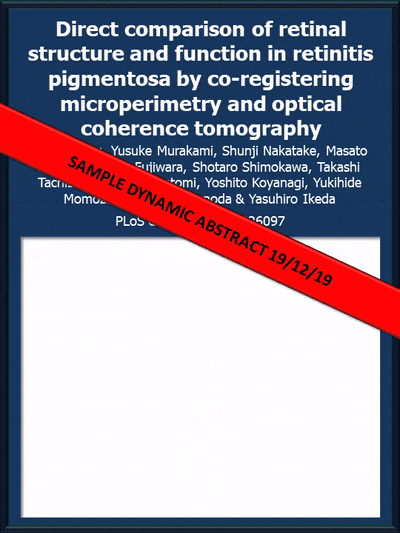 Direct comparison of retinal
structure and function in retinitis
pigmentosa by co-registering
microperimetry and optical
coherence tomography
Yusuke Murakami, Shunji Nakatake, Masato
Fujiwara, Shotaro Shimokawa, Takashi
Yoshito Koyanagi, Yukihide
& Yasuhiro Ikeda
PLoS
SAMPLE DYNAMIC ABSTRACT 19/12/19